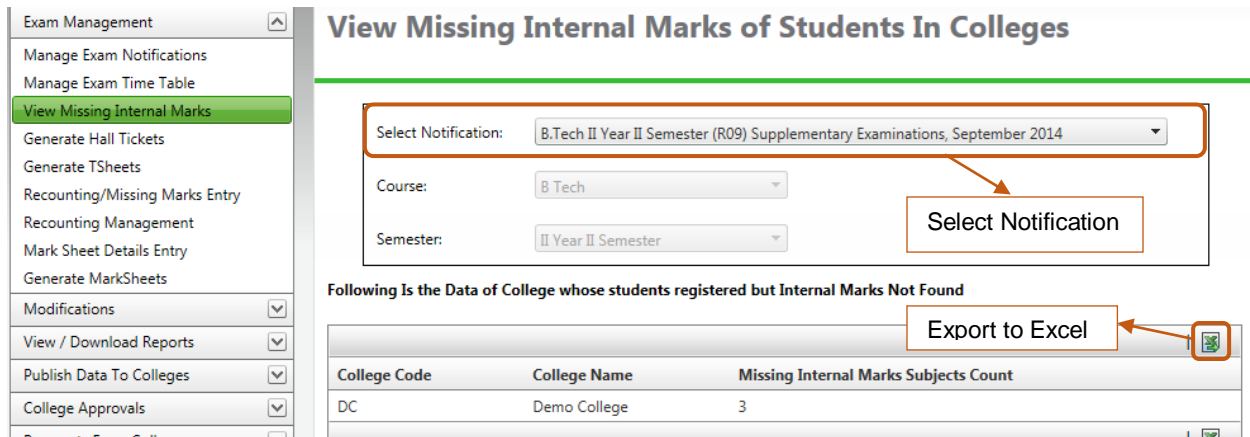 Exam Management
Manage Exam Notifications
Manage Exam Time Table
View Missing Internal Marks
Generate Hall Tickets
Generate TSheets
Recounting/Missing Marks Entry
Recounting Management
Mark Sheet Details Entry
Generate MarkSheets
Modifications
View / Download Reports
Publish Data To Colleges
College Approvals
View Missing Internal Marks of Students In Colleges
Select Notification: B.Tech II Year II Semester (R09) Supplementary Examinations, September 2014
Course: B Tech
Select Notification
Semester: II Year II Semester
Following Is the Data of College whose students registered but Internal Marks Not Found
Export to Excel
College Code College Name Missing Internal Marks Subjects Count
DC Demo College 3